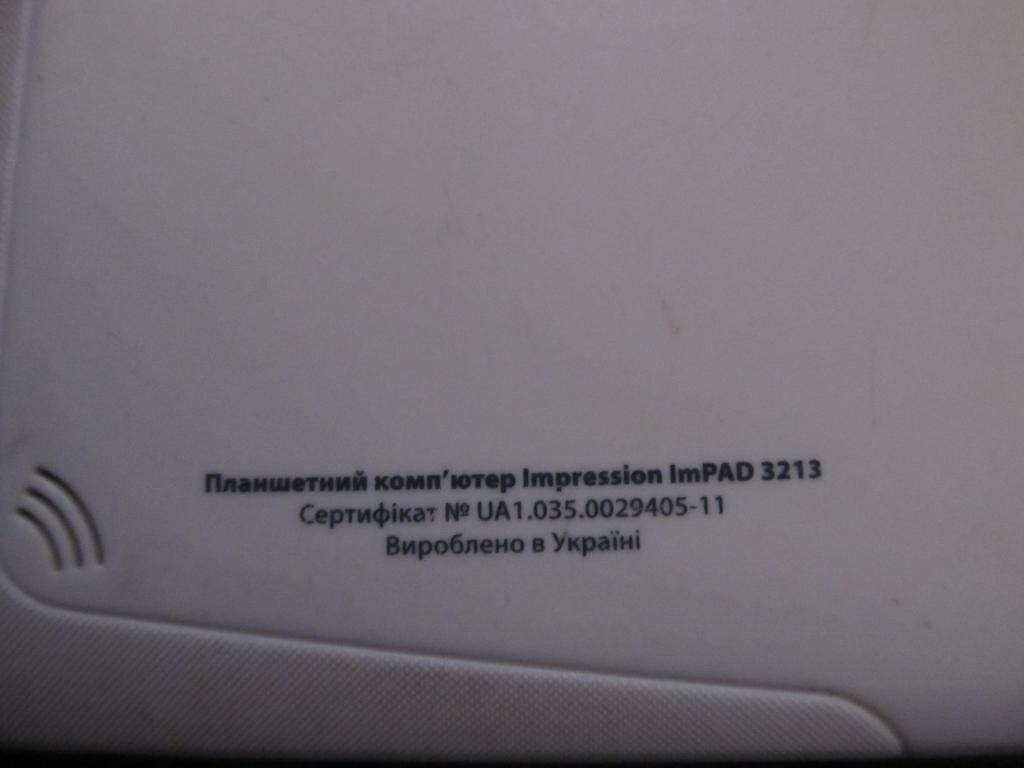 Планшетний комп’ютер Impression ImPAD 3213
Сертифікат № UA1.035.0029405-11
Вироблено в Україні